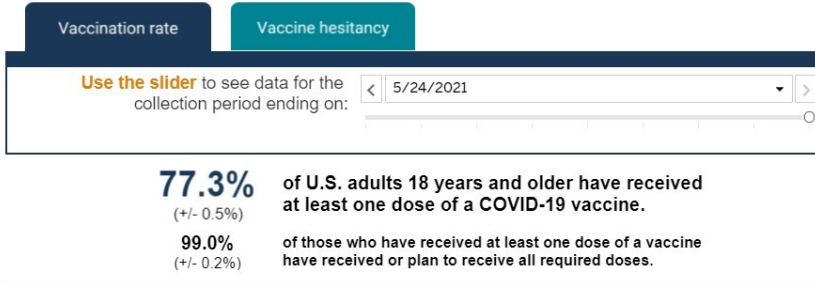 Vaccination rate
Vaccine hesitancy
Use the slider to see data for the
collection period ending on:
< 5/24/2021 >
77.3%
(+/- 0.5%)
of U.S. adults 18 years and older have received
at least one dose of a COVID-19 vaccine.
99.0%
(+/- 0.2%)
of those who have received at least one dose of a vaccine
have received or plan to receive all required doses.